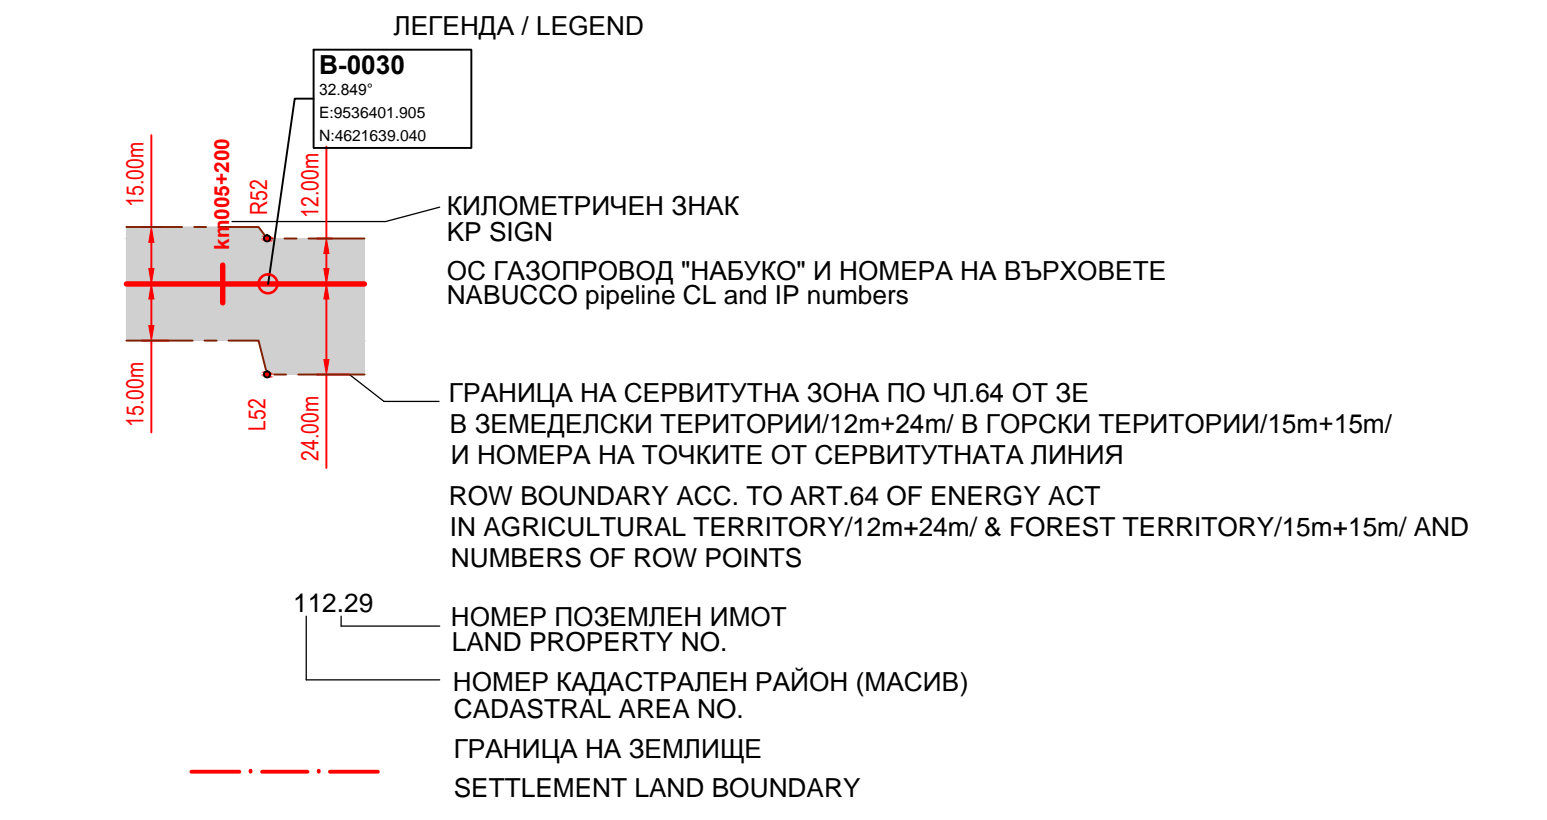 ЛЕГЕНДА / LEGEND
B-0030
32.849°
E:9536401.905
N:4621639.040
15.00m
km005+200
R52
12.00m
КИЛОМЕТРИЧЕН ЗНАК
KP SIGN
ОС ГАЗОПРОВОД "НАБУКО" И НОМЕРА НА ВЪРХОВЕТЕ
NABUCCO pipeline CL and IP numbers
15.00m
L52
24.00m
ГРАНИЦА НА СЕРВИТУТНА ЗОНА ПО ЧЛ.64 ОТ ЗЕ
В ЗЕМЕДЕЛСКИ ТЕРИТОРИИ/12m+24m/ В ГОРСКИ ТЕРИТОРИИ/15m+15m/
И НОМЕРА НА ТОЧКИТЕ ОТ СЕРВИТУТНАТА ЛИНИЯ
ROW BOUNDARY ACC. TO ART.64 OF ENERGY ACT
IN AGRICULTURAL TERRITORY/12m+24m/ & FOREST TERRITORY/15m+15m/ AND
NUMBERS OF ROW POINTS
112.29
НОМЕР ПОЗЕМЛЕН ИМОТ
LAND PROPERTY NO.
НОМЕР КАДАСТРАЛЕН РАЙОН (МАСИВ)
CADASTRAL AREA NO.
ГРАНИЦА НА ЗЕМЛИЩЕ
SETTLEMENT LAND BOUNDARY